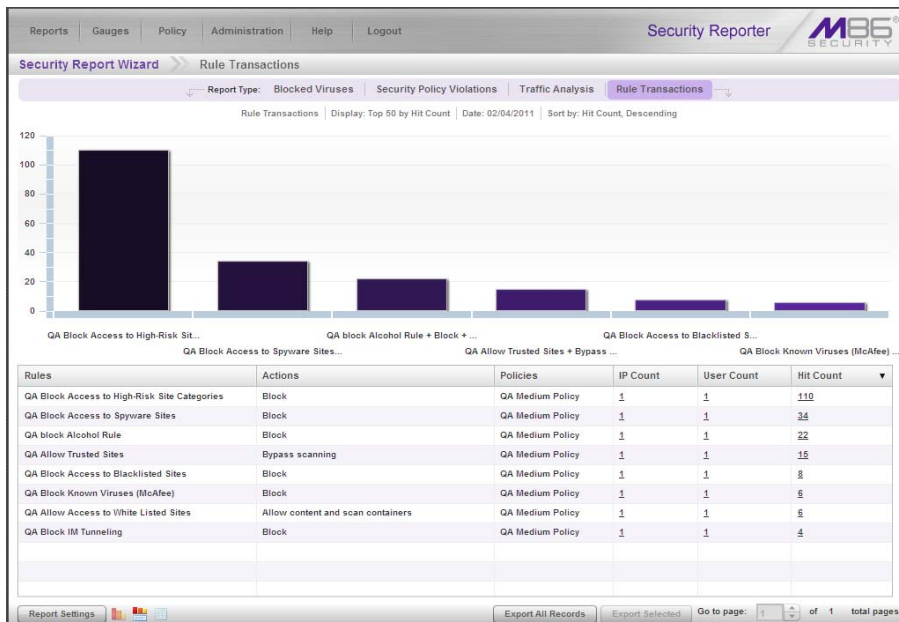 Reports Gauges Policy Administration Help Logout Security Reporter M86® SECURITY
Security Report Wizard Rule Transactions
Report Type: Blocked Viruses Security Policy Violations Traffic Analysis Rule Transactions
Rule Transactions Display: Top 50 by Hit Count Date: 02/04/2011 Sort by: Hit Count, Descending
120
100
80
60
40
20
0
QA Block Access to High-Risk Sit... QA block Alcohol Rule + Block + ... QA Block Access to Blacklisted S...
QA Block Access to Spyware Sites... QA Allow Trusted Sites + Bypass ... QA Block Known Viruses (McAfee) ...
Rules Actions Policies IP Count User Count Hit Count
QA Block Access to High-Risk Site Categories Block QA Medium Policy 1 1 110
QA Block Access to Spyware Sites Block QA Medium Policy 1 1 34
QA block Alcohol Rule Block QA Medium Policy 1 1 22
QA Allow Trusted Sites Bypass scanning QA Medium Policy 1 1 15
QA Block Access to Blacklisted Sites Block QA Medium Policy 1 1 8
QA Block Known Viruses (McAfee) Block QA Medium Policy 1 1 6
QA Allow Access to White Listed Sites Allow content and scan containers QA Medium Policy 1 1 6
QA Block IM Tunneling Block QA Medium Policy 1 1 4
Report Settings Export All Records Export Selected Go to page: 1 of 1 total pages